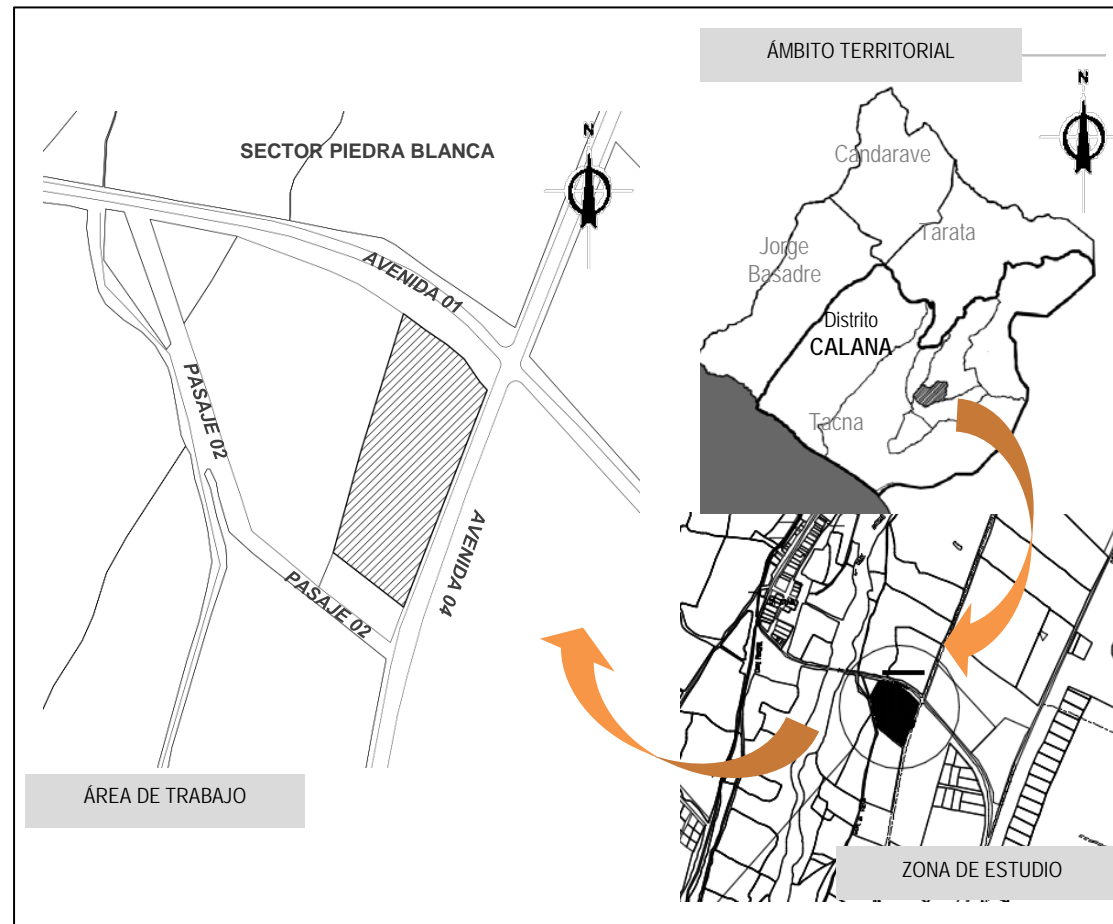 ÁMBITO TERRITORIAL
N
Candarave
Tarata
Jorge
Basadre
Distrito
CALANA
Tacna
SECTOR PIEDRA BLANCA
N
AVENIDA 01
PASAJE 02
AVENIDA 04
PASAJE 02
ÁREA DE TRABAJO
ZONA DE ESTUDIO